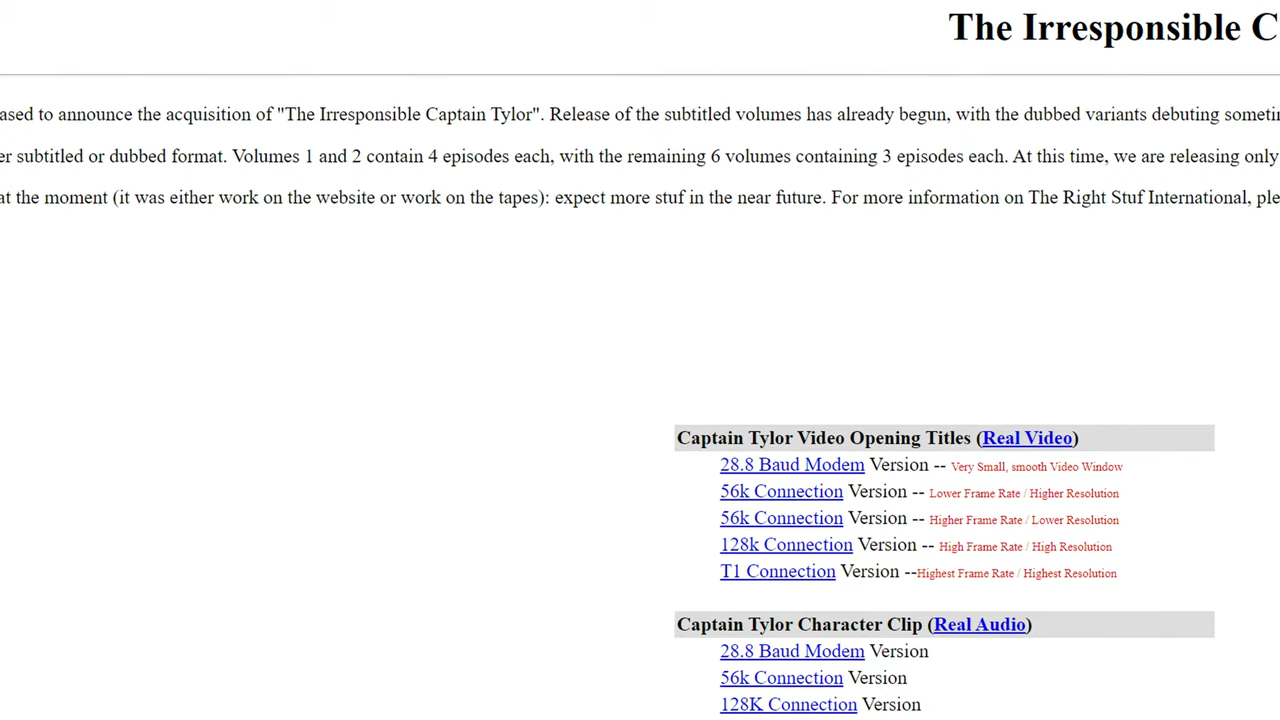 The Irresponsible C
ased to announce the acquisition of "The Irresponsible Captain Tylor". Release of the subtitled volumes has already begun, with the dubbed variants debuting someti
er subtitled or dubbed format. Volumes 1 and 2 contain 4 episodes each, with the remaining 6 volumes containing 3 episodes each. At this time, we are releasing only
at the moment (it was either work on the website or work on the tapes): expect more stuf in the near future. For more information on The Right Stuf International, ple
Captain Tylor Video Opening Titles (Real Video)
28.8 Baud Modem Version -- Very Small, smooth Video Window
56k Connection Version -- Lower Frame Rate / Higher Resolution
56k Connection Version -- Higher Frame Rate / Lower Resolution
128k Connection Version -- High Frame Rate / High Resolution
T1 Connection Version --Highest Frame Rate / Highest Resolution
Captain Tylor Character Clip (Real Audio)
28.8 Baud Modem Version
56k Connection Version
128K Connection Version